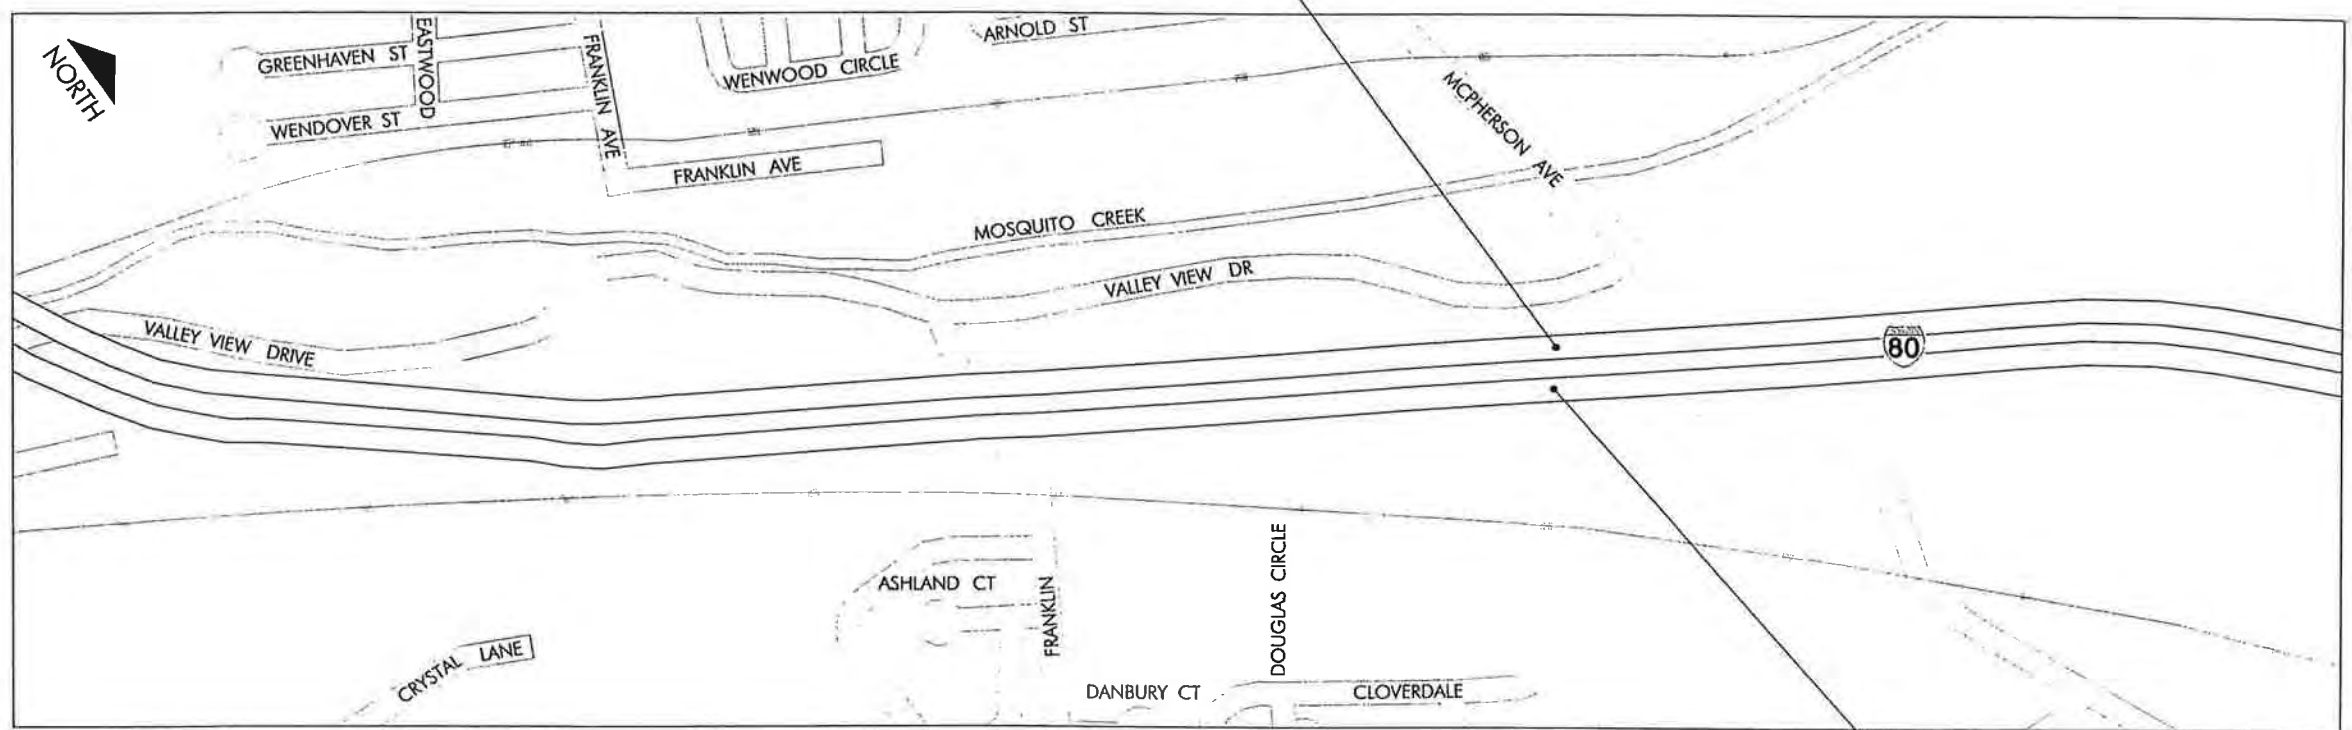 NORTH
GREENHAVEN ST
EASTWOOD
WENDOVER ST
FRANKLIN AVE
WENWOOD CIRCLE
ARNOLD ST
FRANKLIN AVE
MCPHERSON AVE
MOSQUITO CREEK
VALLEY VIEW DR
VALLEY VIEW DRIVE
80
ASHLAND CT
FRANKLIN
DOUGLAS CIRCLE
CRYSTAL LANE
DANBURY CT
CLOVERDALE